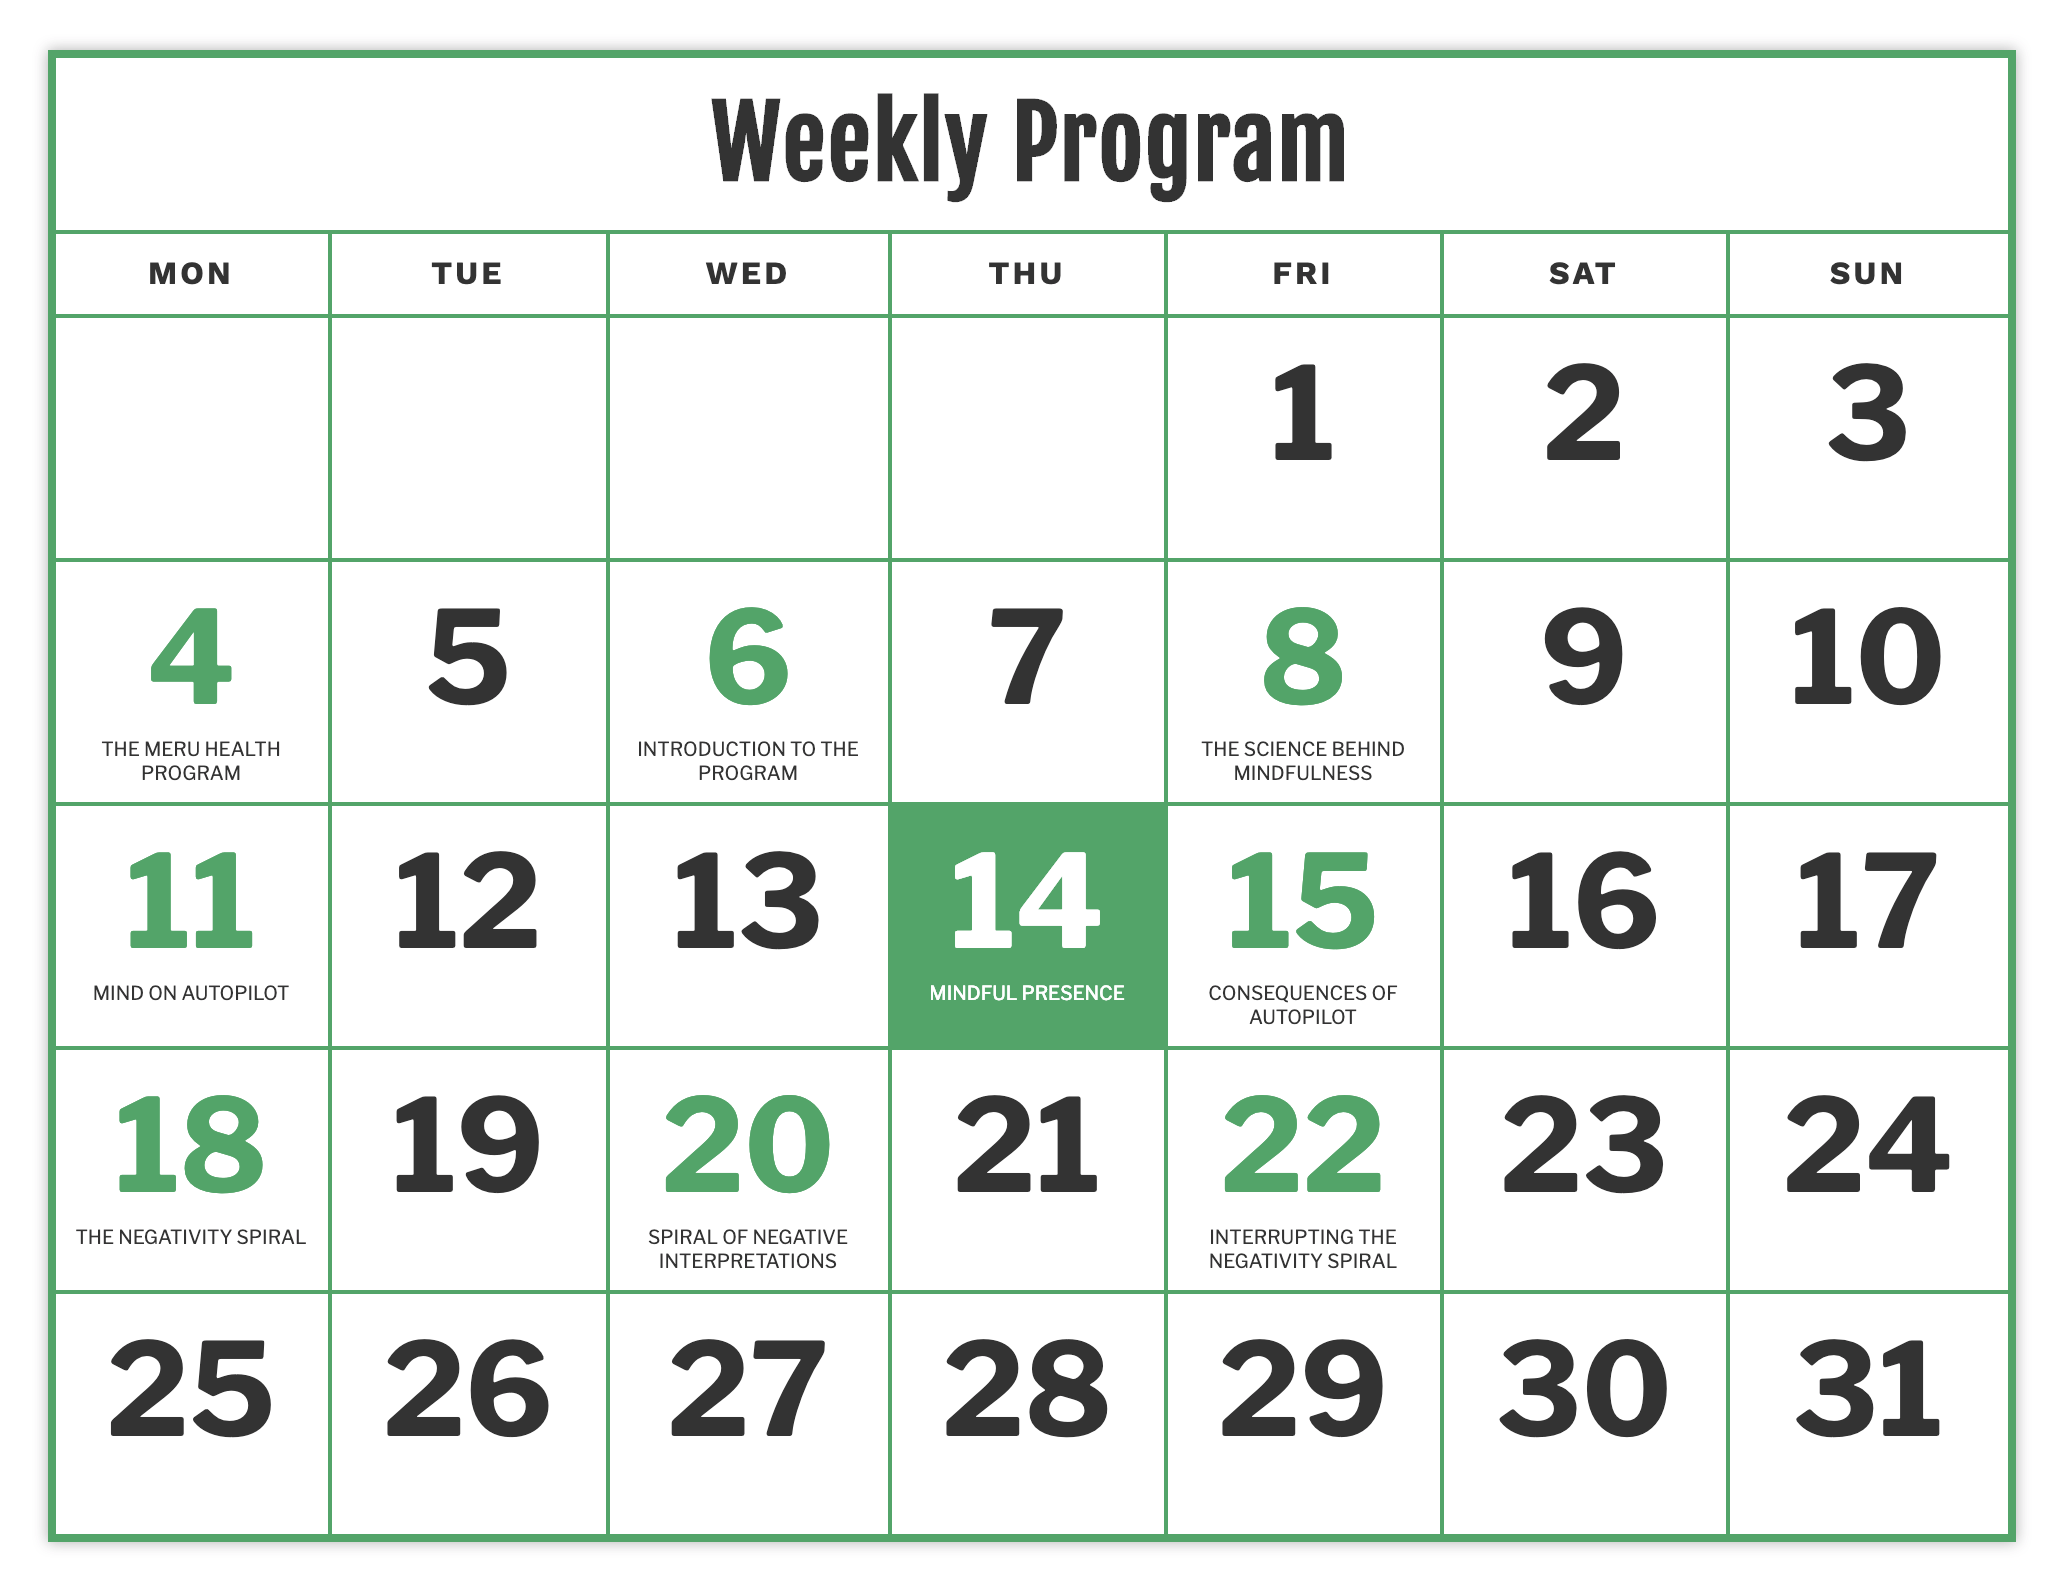 Weekly Program
MON TUE WED THU FRI SAT SUN
1 2 3
4 5 6 7 8 9 10
THE MERU HEALTH INTRODUCTION TO THE THE SCIENCE BEHIND
PROGRAM PROGRAM MINDFULNESS
11 12 13 14 15 16 17
MIND ON AUTOPILOT MINDFUL PRESENCE CONSEQUENCES OF
AUTOPILOT
18 19 20 21 22 23 24
THE NEGATIVITY SPIRAL SPIRAL OF NEGATIVE INTERRUPTING THE
INTERPRETATIONS NEGATIVITY SPIRAL
25 26 27 28 29 30 31